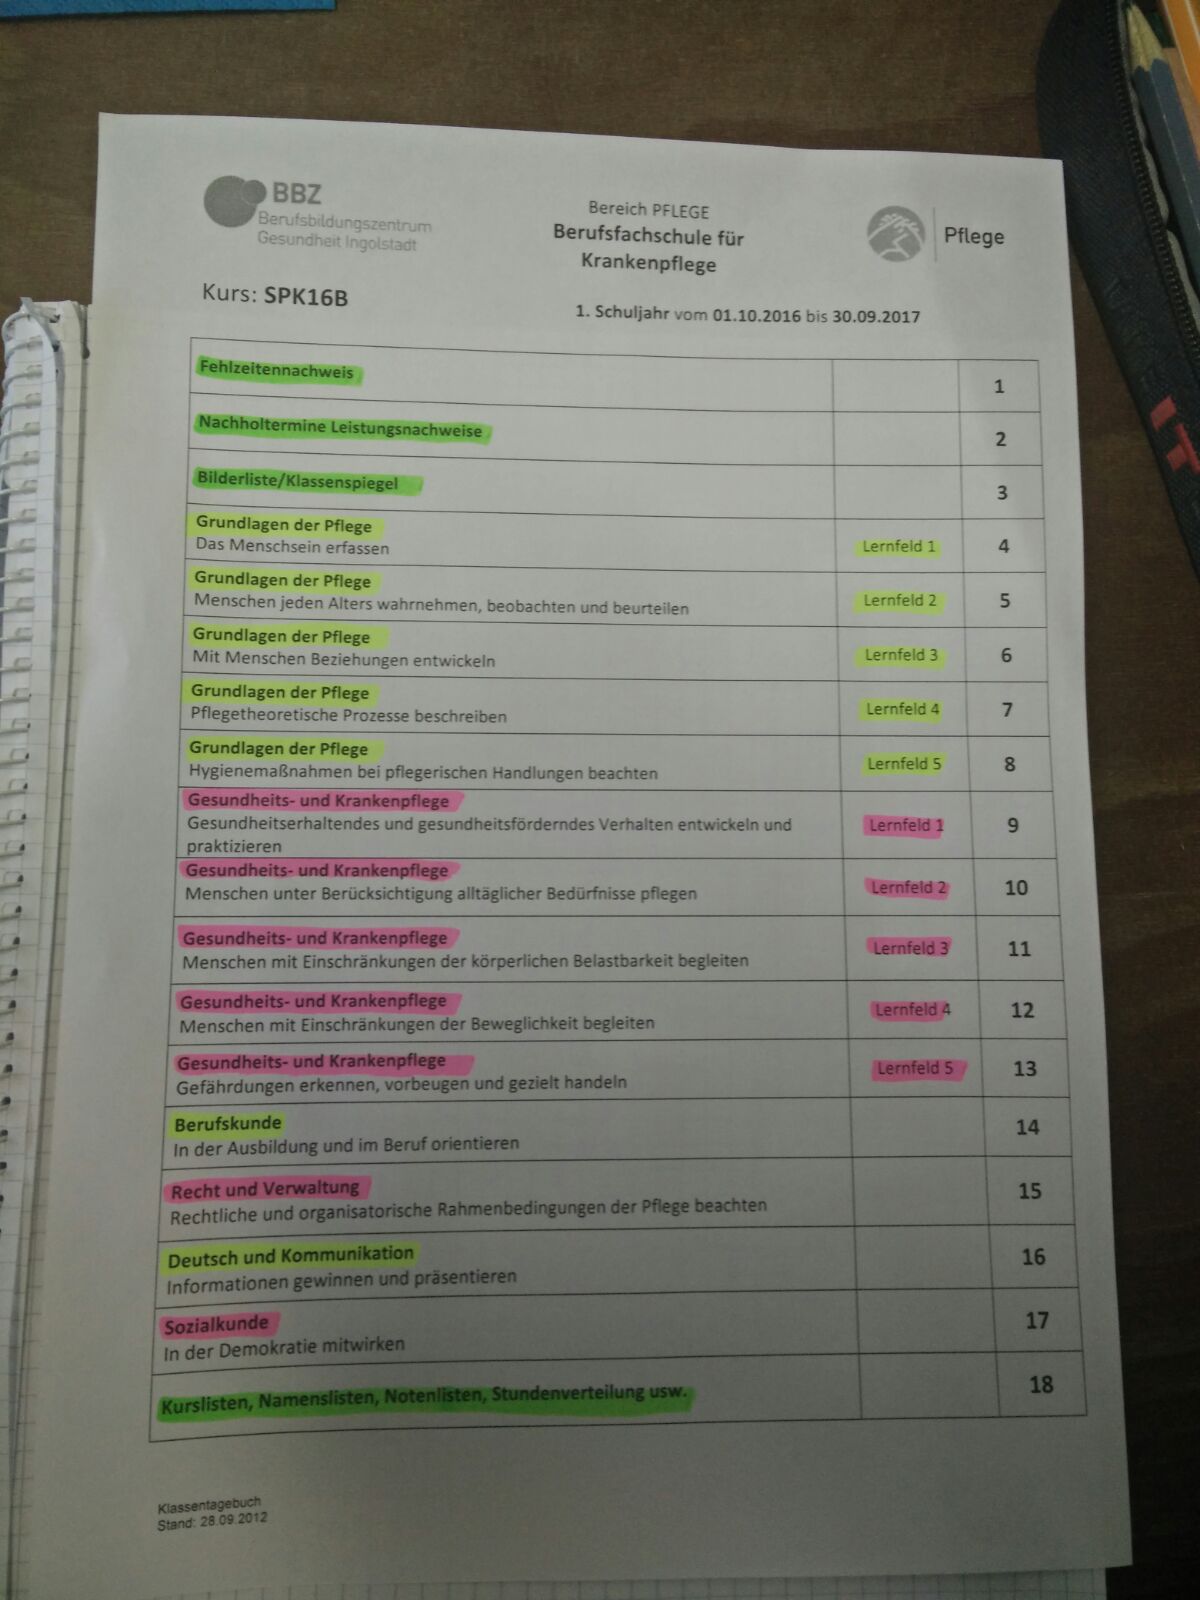 BBZ
Berufsbildungszentrum
Gesundheit Ingolstadt
Bereich PFLEGE
Berufsfachschule für
Krankenpflege
Pflege
Kurs: SPK16B
1. Schuljahr vom 01.10.2016 bis 30.09.2017
Fehlzeitennachweis 1
Nachholtermine Leistungsnachweise 2
Bilderliste/Klassenspiegel 3
Grundlagen der Pflege
Das Menschsein erfassen Lernfeld 1 4
Grundlagen der Pflege
Menschen jeden Alters wahrnehmen, beobachten und beurteilen Lernfeld 2 5
Grundlagen der Pflege
Mit Menschen Beziehungen entwickeln Lernfeld 3 6
Grundlagen der Pflege
Pflegetheoretische Prozesse beschreiben Lernfeld 4 7
Grundlagen der Pflege
Hygienemaßnahmen bei pflegerischen Handlungen beachten Lernfeld 5 8
Gesundheits- und Krankenpflege
Gesundheitserhaltendes und gesundheitsförderndes Verhalten entwickeln und Lernfeld 1 9
praktizieren
Gesundheits- und Krankenpflege
Menschen unter Berücksichtigung alltäglicher Bedürfnisse pflegen Lernfeld 2 10
Gesundheits- und Krankenpflege
Menschen mit Einschränkungen der körperlichen Belastbarkeit begleiten Lernfeld 3 11
Gesundheits- und Krankenpflege
Menschen mit Einschränkungen der Beweglichkeit begleiten Lernfeld 4 12
Gesundheits- und Krankenpflege
Gefährdungen erkennen, vorbeugen und gezielt handeln Lernfeld 5 13
Berufskunde
In der Ausbildung und im Beruf orientieren 14
Recht und Verwaltung
Rechtliche und organisatorische Rahmenbedingungen der Pflege beachten 15
Deutsch und Kommunikation
Informationen gewinnen und präsentieren 16
Sozialkunde
In der Demokratie mitwirken 17
Kurslisten, Namenslisten, Notenlisten, Stundenverteilung usw. 18
Klassentagebuch
Stand: 28.09.2012